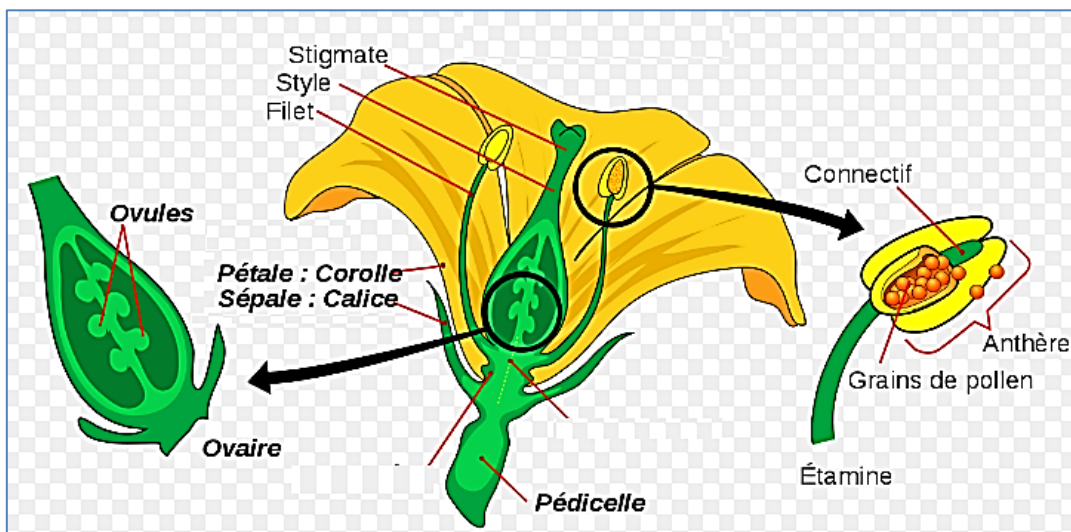 Stigmate
Style
Filet
Connectif
Ovules
Pétale : Corolle
Sépale : Calice
Anthère
Grains de pollen
Ovaire
Étamine
Pédicelle